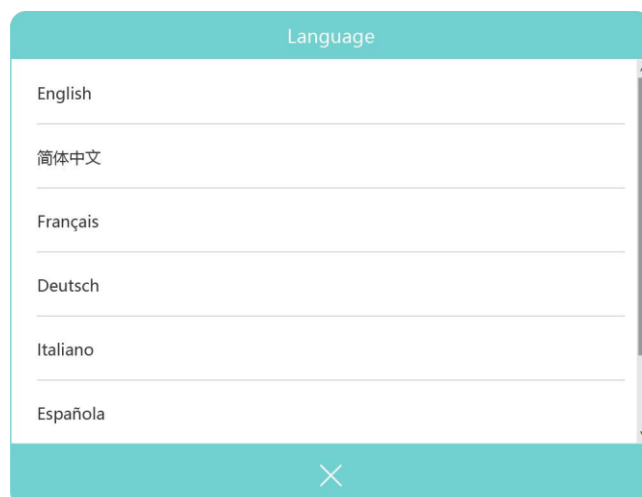 Language
English
简体中文
Français
Deutsch
Italiano
Española